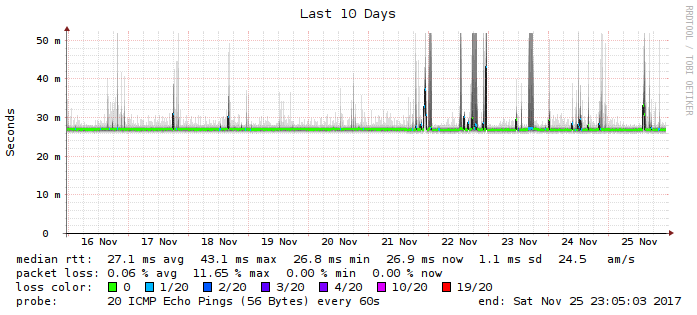 Last 10 Days
RRDTOOL / TOBI OETIKER
Seconds
50 m
40 m
30 m
20 m
10 m
0
16 Nov 17 Nov 18 Nov 19 Nov 20 Nov 21 Nov 22 Nov 23 Nov 24 Nov 25 Nov
median rtt: 27.1 ms avg 43.1 ms max 26.8 ms min 26.9 ms now 1.1 ms sd 24.5 am/s
packet loss: 0.06 % avg 11.65 % max 0.00 % min 0.00 % now
loss color: 0 1/20 2/20 3/20 4/20 10/20 19/20
probe: 20 ICMP Echo Pings (56 Bytes) every 60s end: Sat Nov 25 23:05:03 2017